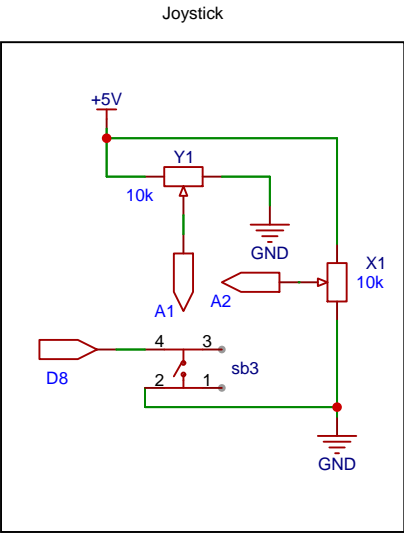 Joystick
+5V
Y1
10k
GND
X1
10k
A1
A2
4 3
sb3
D8
2 1
GND